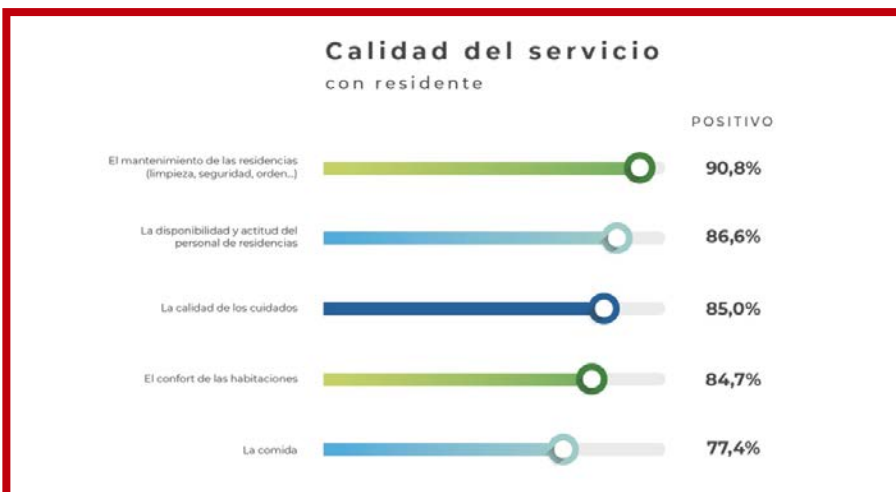 Calidad del servicio
con residente
POSITIVO
El mantenimiento de las residencias
(limpieza, seguridad, orden...)
90,8%
La disponibilidad y actitud del
personal de residencias
86,6%
La calidad de los cuidados
85,0%
El confort de las habitaciones
84,7%
La comida
77,4%